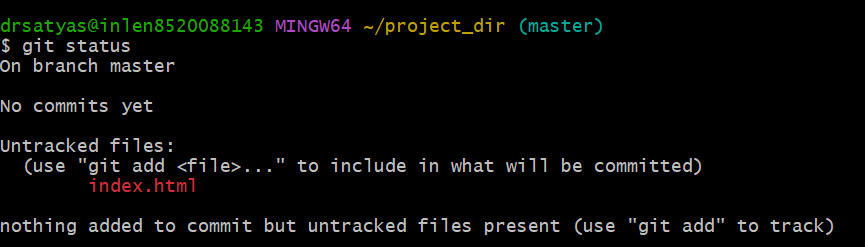 drsatyas@inlen8520088143 MINGW64 ~/project_dir (master)
$ git status
On branch master
No commits yet
Untracked files:
(use "git add <file>..." to include in what will be committed)
index.html
nothing added to commit but untracked files present (use "git add" to track)